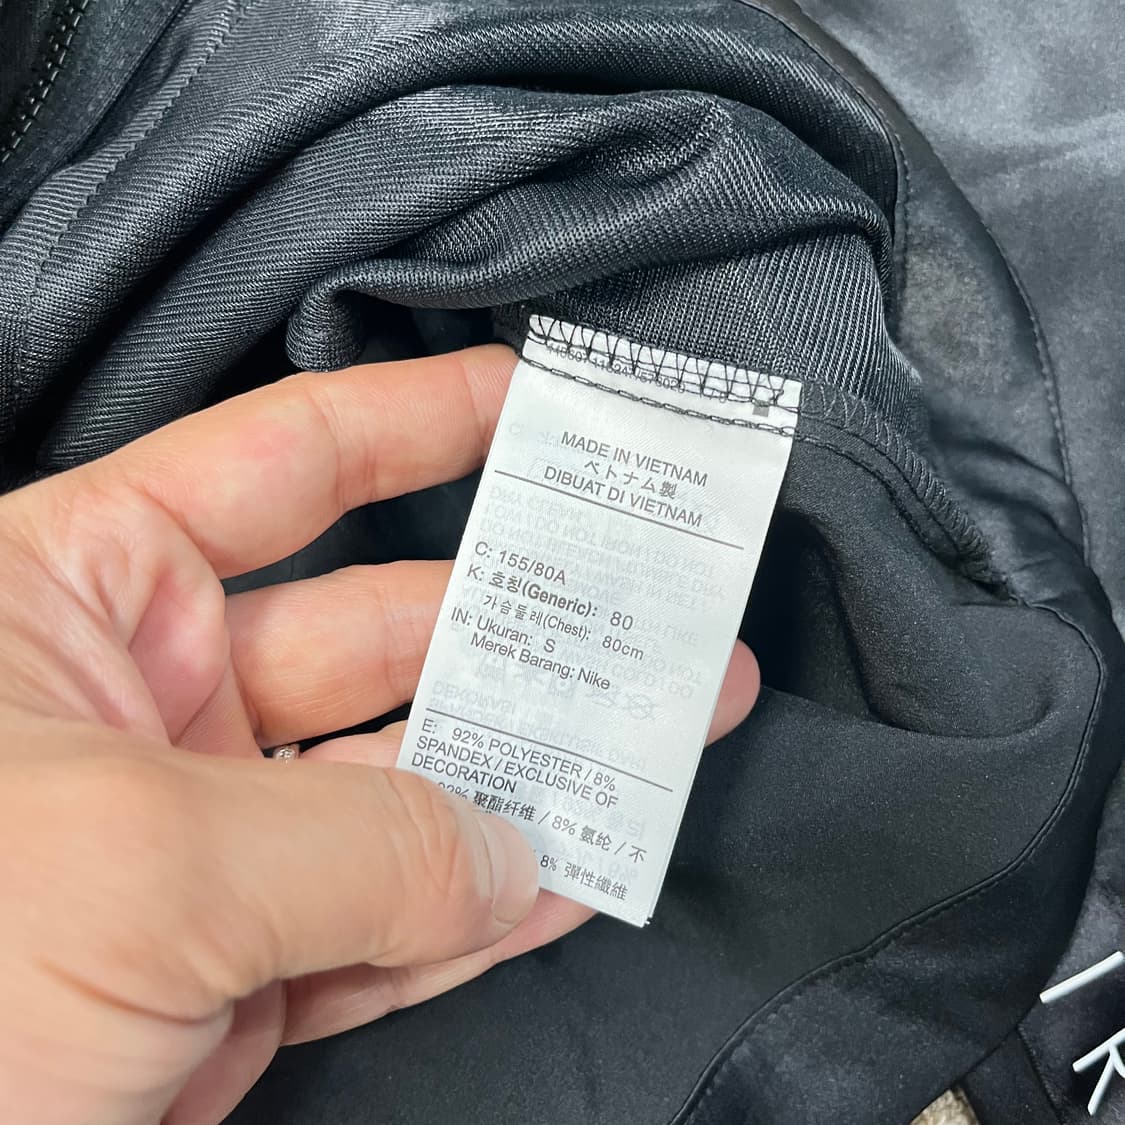 MADE IN VIETNAM
ベトナム製
DIBUAT DI VIETNAM
C: 155/80A
K: 호칭(Generic): 80
가슴둘레(Chest): 80cm
IN: Ukuran: S
Merek Barang: Nike
E: 92% POLYESTER / 8%
SPANDEX / EXCLUSIVE OF
DECORATION
92% 聚酯纤维 / 8% 氨纶 / 不
8% 彈性纖維